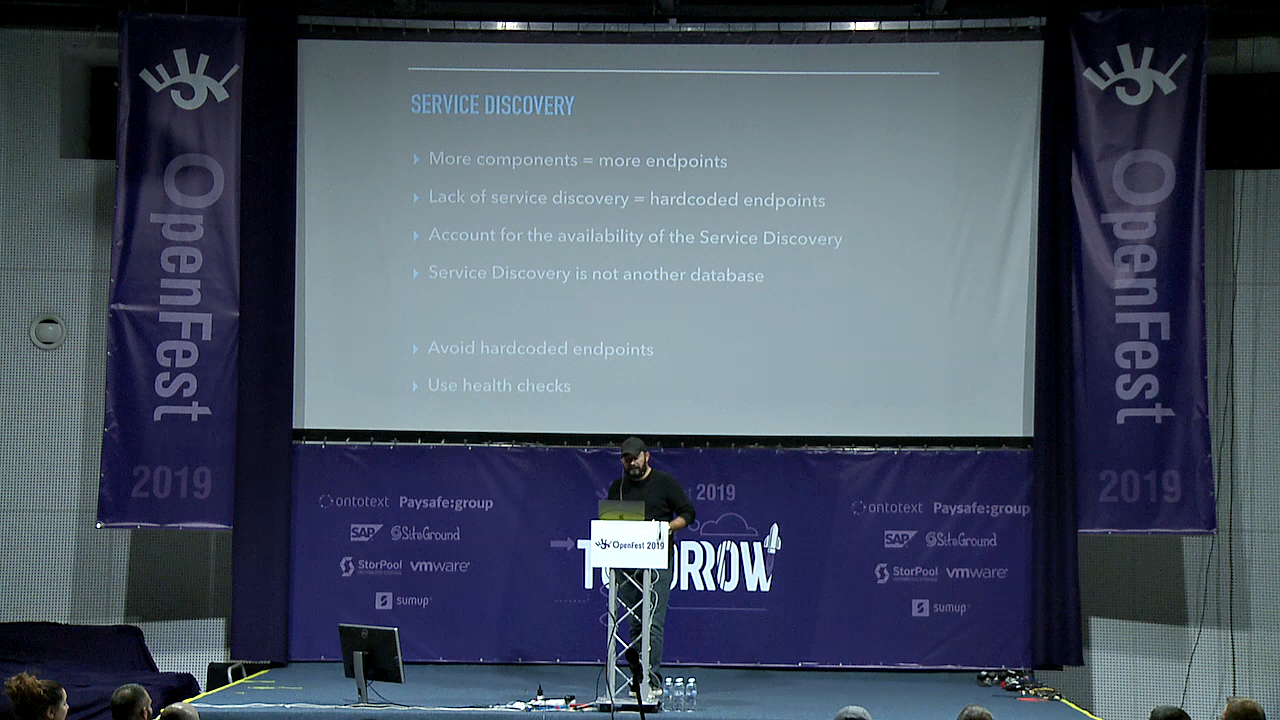 SERVICE DISCOVERY
More components = more endpoints
Lack of service discovery = hardcoded endpoints
Account for the availability of the Service Discovery
Service Discovery is not another database
Avoid hardcoded endpoints
Use health checks
OpenFest
2019
OpenFest
2019
ontotext Paysafe:group
SAP SiteGround
StorPool vmware
sumup
2019
OpenFest 2019
ontotext Paysafe:group
SAP SiteGround
StorPool vmware
sumup